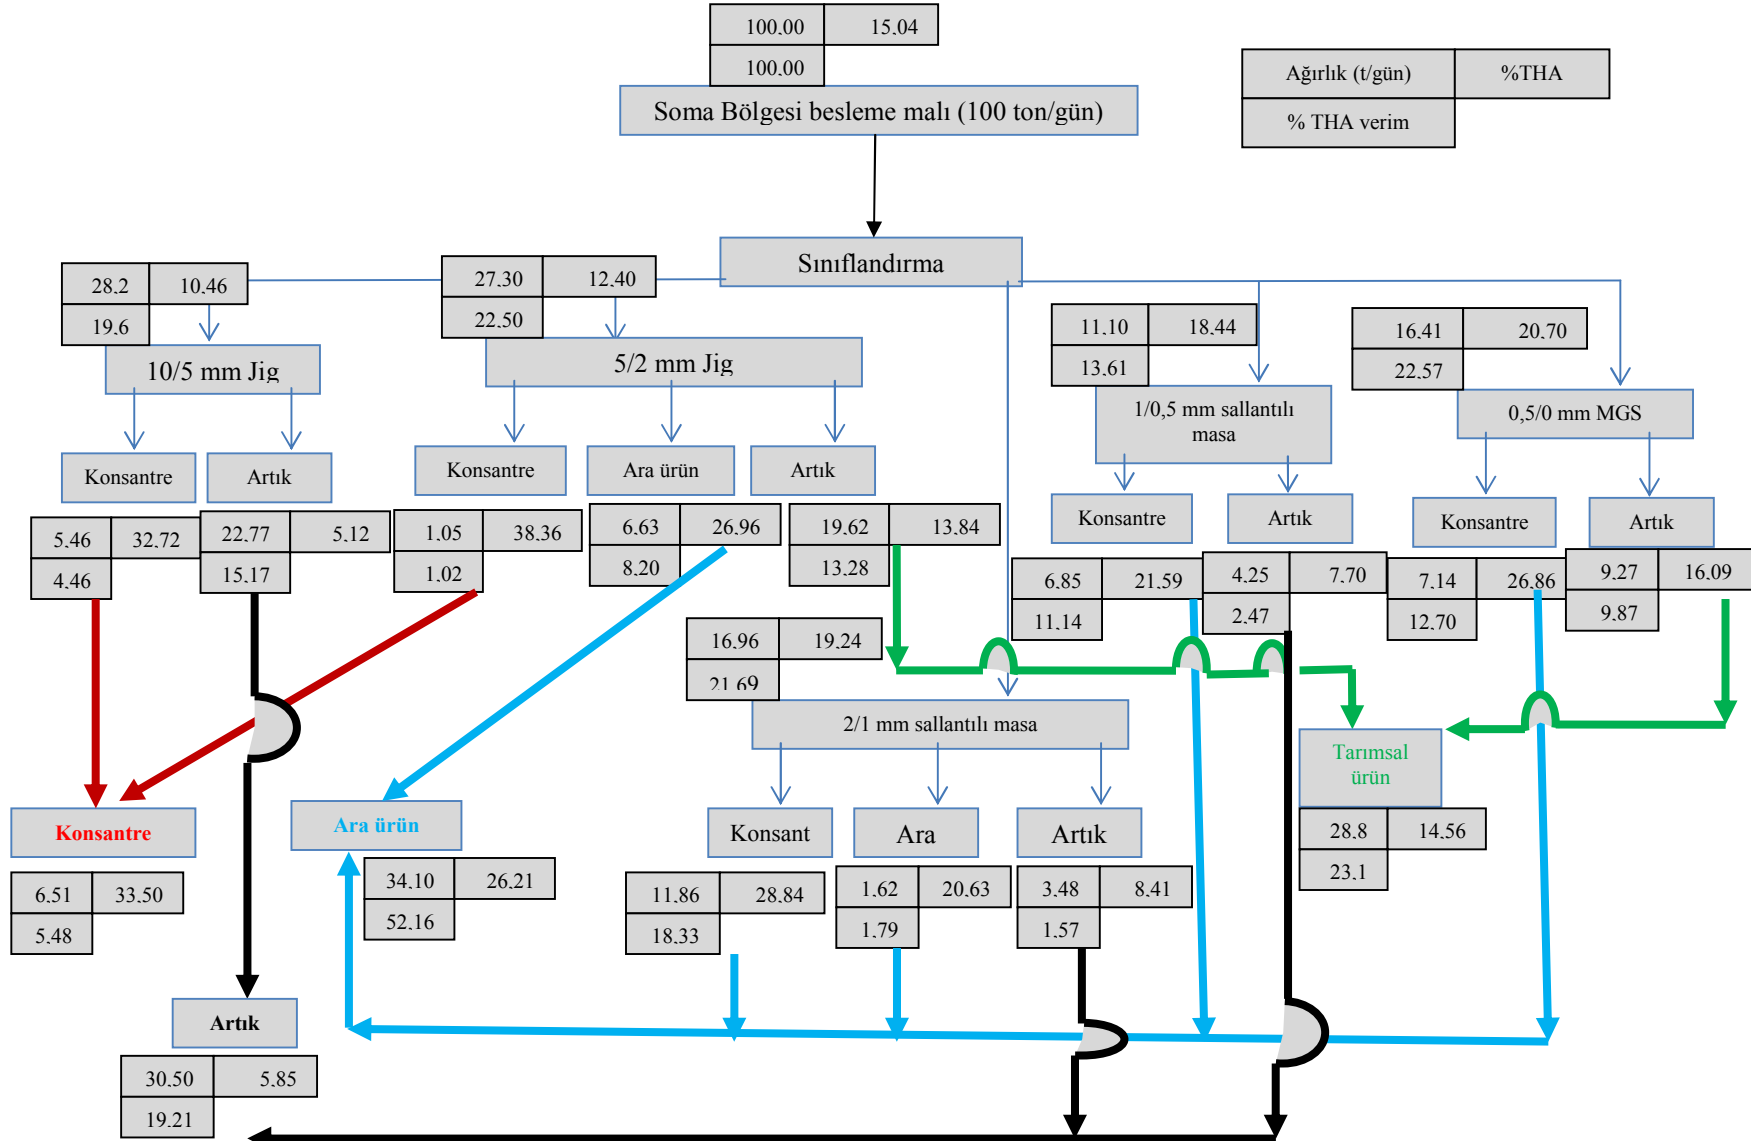 100,00 15,04
100,00
Ağırlık (t/gün) %THA
% THA verim
Soma Bölgesi besleme malı (100 ton/gün)
Sınıflandırma
28,2 10,46
19,6
27,30 12,40
22,50
11,10 18,44
13,61
16,41 20,70
22,57
10/5 mm Jig
5/2 mm Jig
1/0,5 mm sallantılı
masa
0,5/0 mm MGS
Konsantre
Artık
Konsantre
Ara ürün
Artık
Konsantre
Artık
Konsantre
Artık
5,46 32,72
4,46
22,77 5,12
15,17
1,05 38,36
1,02
6,63 26,96
8,20
19,62 13,84
13,28
6,85 21,59
11,14
4,25 7,70
2,47
7,14 26,86
12,70
9,27 16,09
9,87
16,96 19,24
21,69
2/1 mm sallantılı masa
Tarımsal
ürün
28,8 14,56
23,1
Konsantre
6,51 33,50
5,48
Ara ürün
34,10 26,21
52,16
Konsant
Ara
Artık
11,86 28,84
18,33
1,62 20,63
1,79
3,48 8,41
1,57
Artık
30,50 5,85
19,21